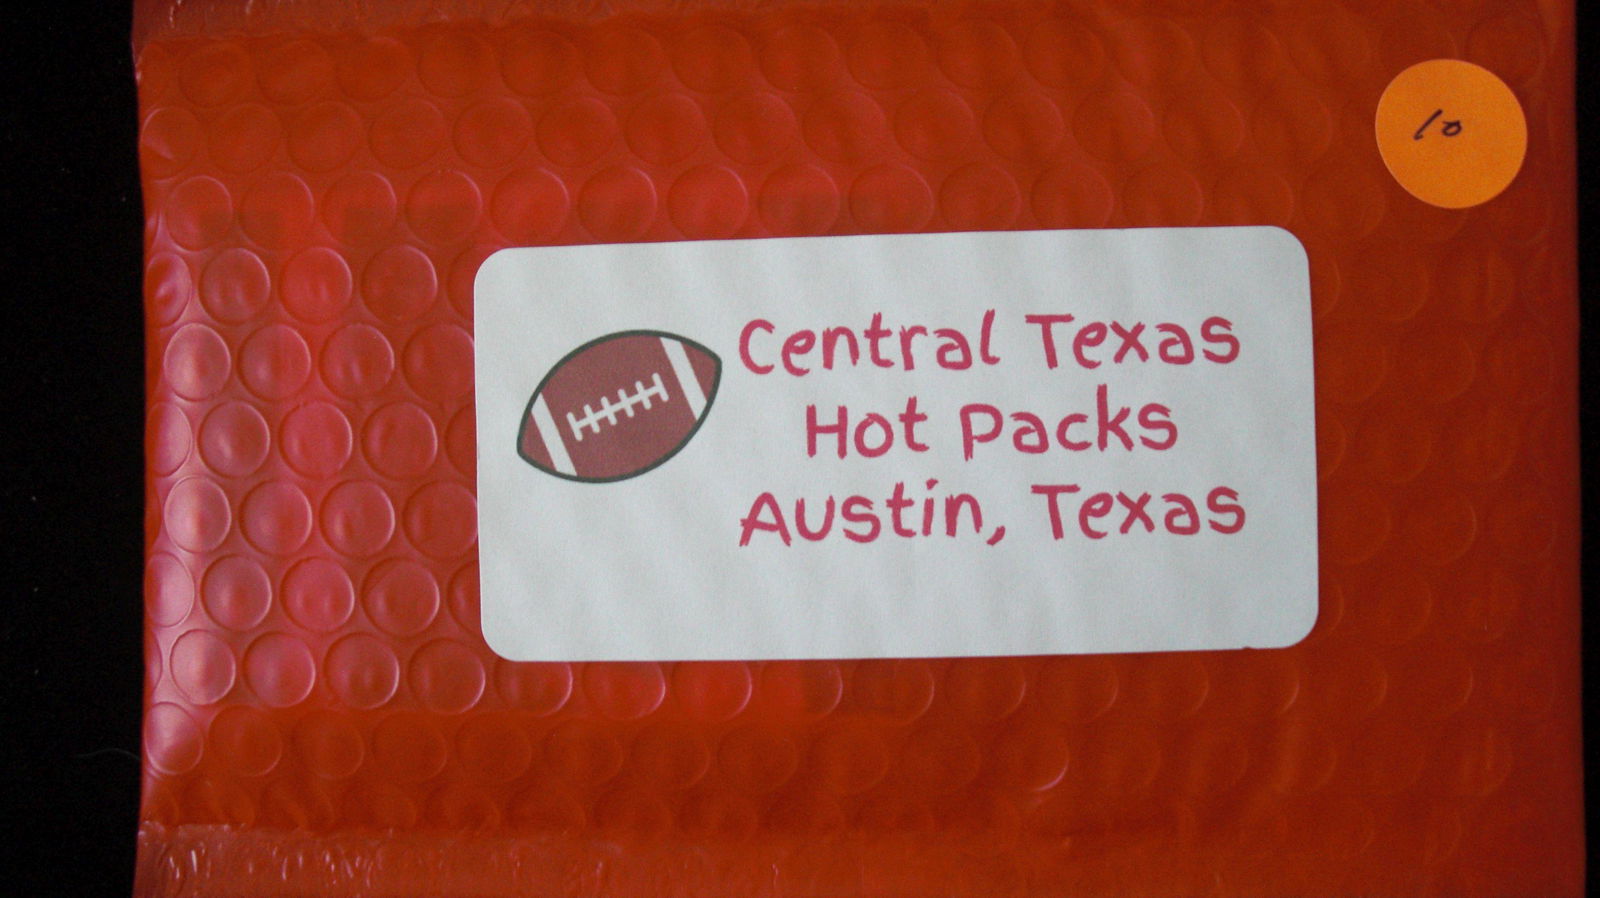 10
Central Texas
Hot Packs
Austin, Texas